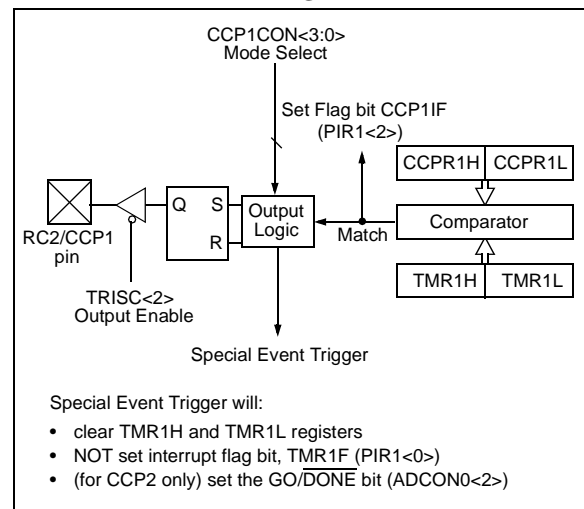 CCP1CON<3:0>
Mode Select
Set Flag bit CCP1IF
(PIR1<2>)
CCPR1H CCPR1L
Q S Output
Logic
R
Match
Comparator
RC2/CCP1
pin
TRISC<2>
Output Enable
TMR1H TMR1L
Special Event Trigger
Special Event Trigger will:
• clear TMR1H and TMR1L registers
• NOT set interrupt flag bit, TMR1F (PIR1<0>)
• (for CCP2 only) set the GO/DONE bit (ADCON0<2>)